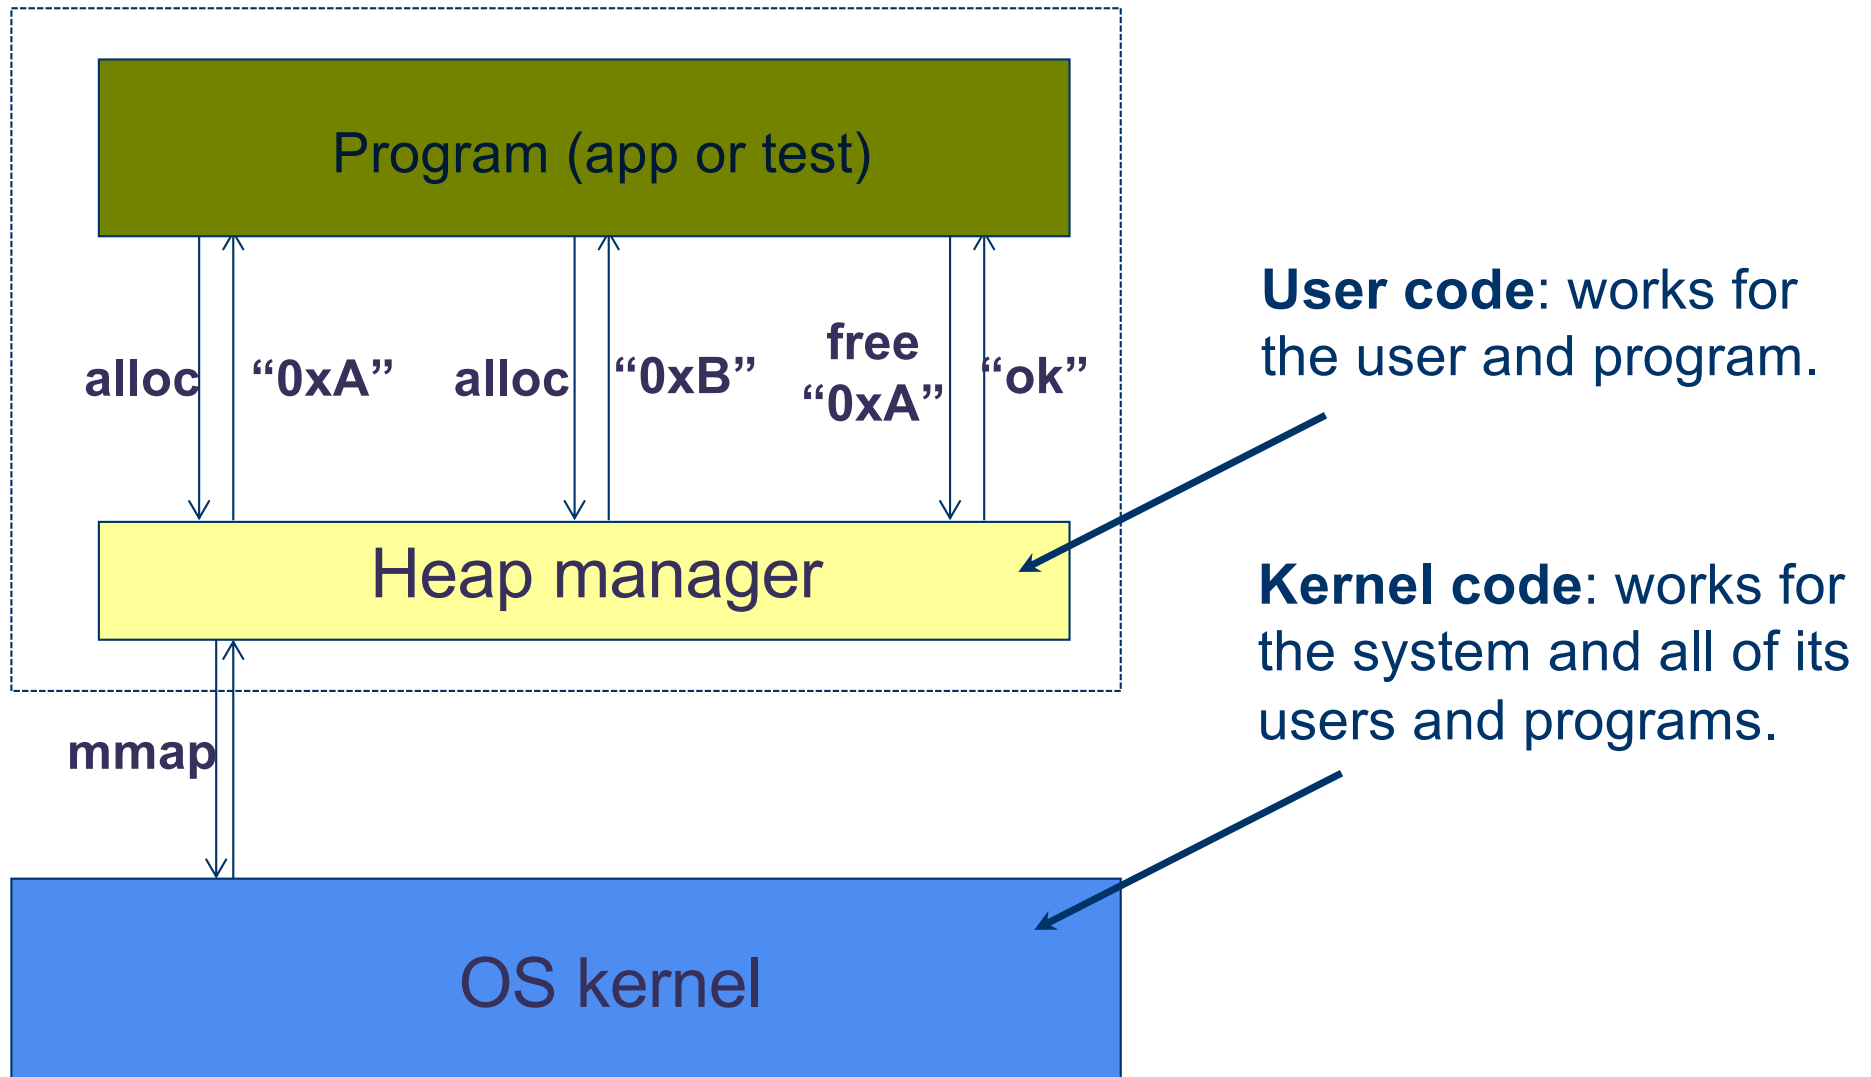 Program (app or test)
alloc
“0xA”
alloc
“0xB”
free
“0xA”
“ok”
User code: works for
the user and program.
Heap manager
Kernel code: works for
the system and all of its
users and programs.
mmap
OS kernel